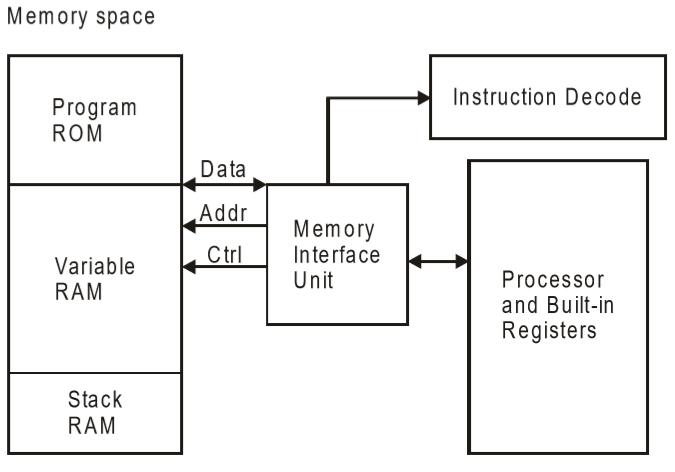 Memory space
Program
ROM
Instruction Decode
Data
Addr
Ctrl
Variable
RAM
Memory
Interface
Unit
Processor
and Built-in
Registers
Stack
RAM